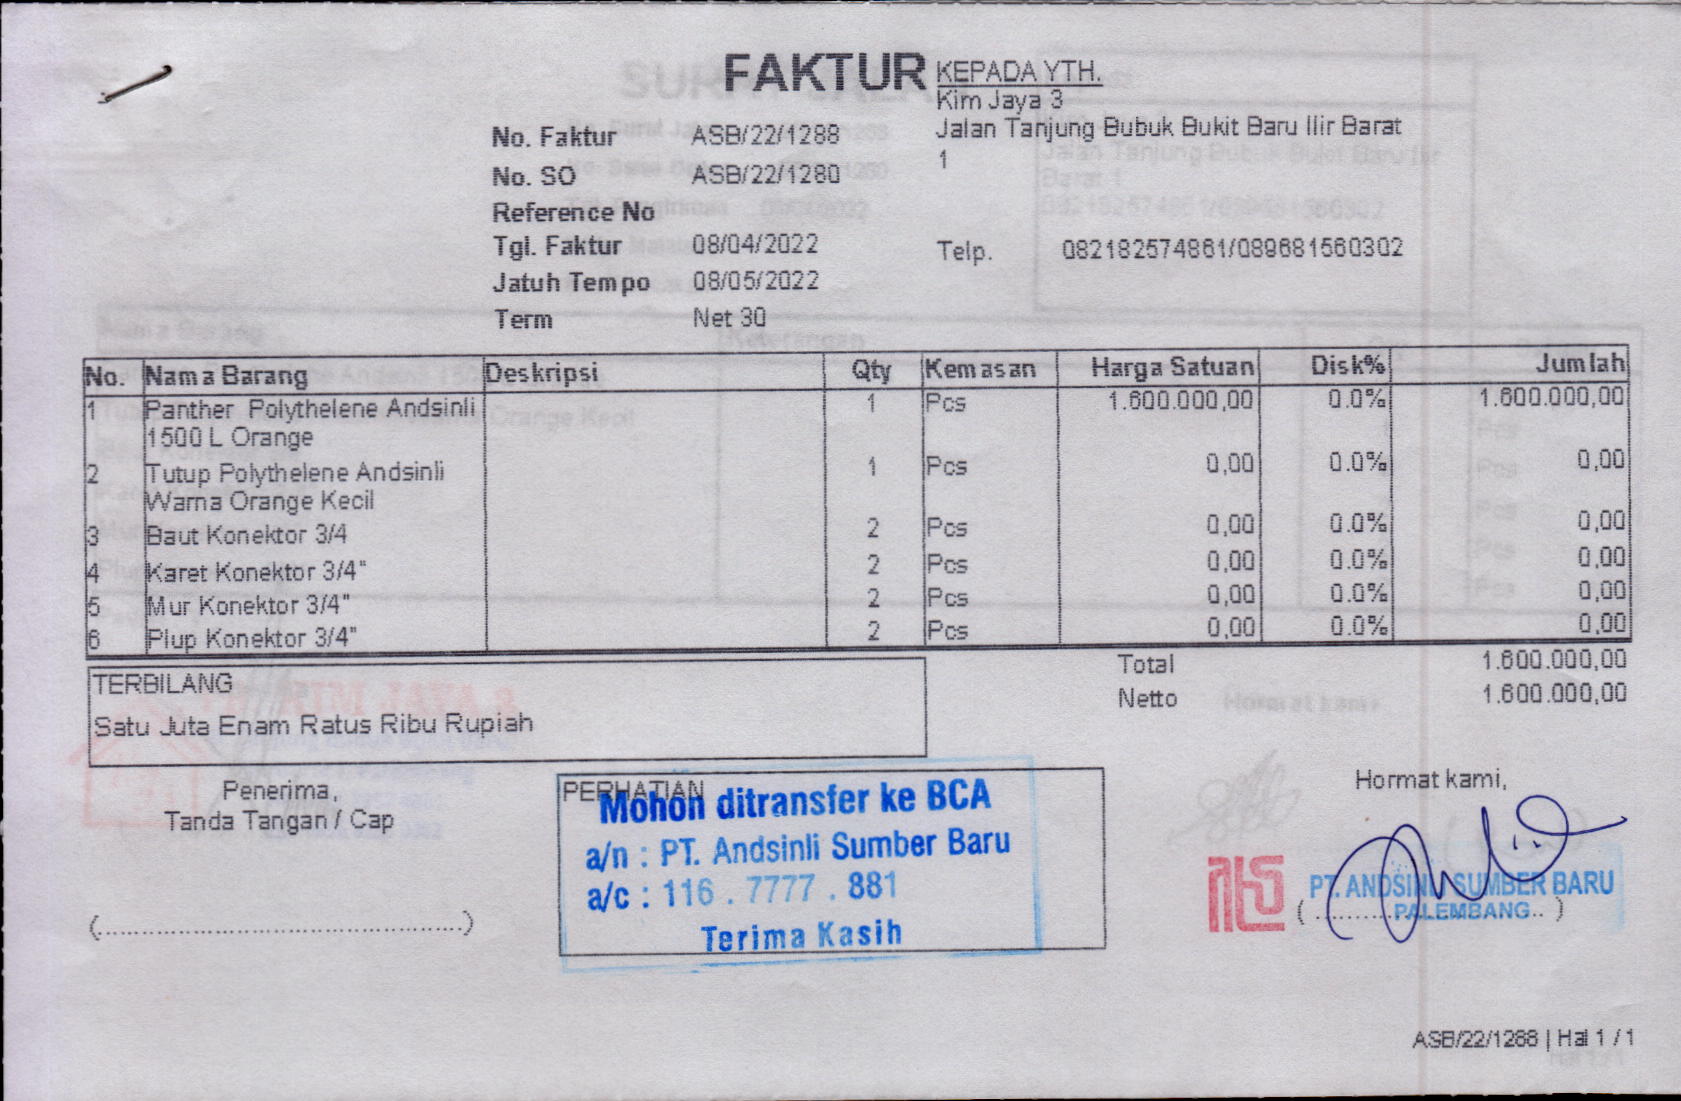 FAKTUR
KEPADA YTH.
Kim Jaya 3
Jalan Tanjung Bubuk Bukit Baru Ilir Barat
1
No. Faktur ASB/22/1288
No. SO ASB/22/1280
Reference No
Tgl. Faktur 08/04/2022
Telp. 082182574861/089681560302
Jatuh Tempo 08/05/2022
Term Net 30
No. Nama Barang Deskripsi Qty Kemasan Harga Satuan Disk% Jumlah
1 Panther Polythelene Andsinli 1 Pcs 1.600.000,00 0.0% 1.600.000,00
1500 L Orange
2 Tutup Polythelene Andsinli 1 Pcs 0,00 0.0% 0,00
Warna Orange Kecil
3 Baut Konektor 3/4 2 Pcs 0,00 0.0% 0,00
4 Karet Konektor 3/4" 2 Pcs 0,00 0.0% 0,00
5 Mur Konektor 3/4" 2 Pcs 0,00 0.0% 0,00
6 Plup Konektor 3/4" 2 Pcs 0,00 0.0% 0,00
Total 1.600.000,00
Netto 1.600.000,00
TERBILANG
Satu Juta Enam Ratus Ribu Rupiah
Penerima,
Tanda Tangan / Cap
(..................................................)
PERHATIAN
Mohon ditransfer ke BCA
a/n : PT. Andsinli Sumber Baru
a/c : 116 . 7777 . 881
Terima Kasih
Hormat kami,
PT. ANDSINLI SUMBER BARU
PALEMBANG
ASB/22/1288 | Hal 1 / 1